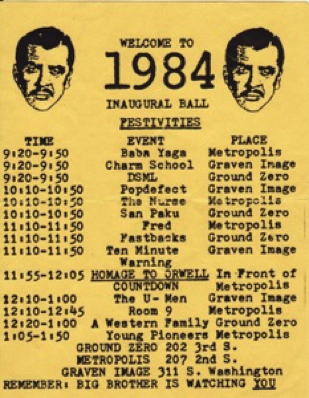 WELCOME TO
1984
INAUGURAL BALL
FESTIVITIES
TIME EVENT PLACE
9:20-9:50 Baba Yaga Metropolis
9:20-9:50 Charm School Graven Image
9:20-9:50 DSML Ground Zero
10:10-10:50 Popdefect Graven Image
10:10-10:50 The Nurse Metropolis
10:10-10:50 San Paku Ground Zero
11:10-11:50 Fred Metropolis
11:10-11:50 Fastbacks Ground Zero
11:10-11:50 Ten Minute Graven Image
Warning
11:55-12:05 HOMAGE TO ORWELL In Front of
COUNTDOWN Metropolis
12:10-1:00 The U-Men Graven Image
12:10-12:45 Room 9 Metropolis
12:20-1:00 A Western Family Ground Zero
1:05-1:50 Young Pioneers Metropolis
GROUND ZERO 202 3rd S.
METROPOLIS 207 2nd S.
GRAVEN IMAGE 311 S. Washington
REMEMBER: BIG BROTHER IS WATCHING YOU